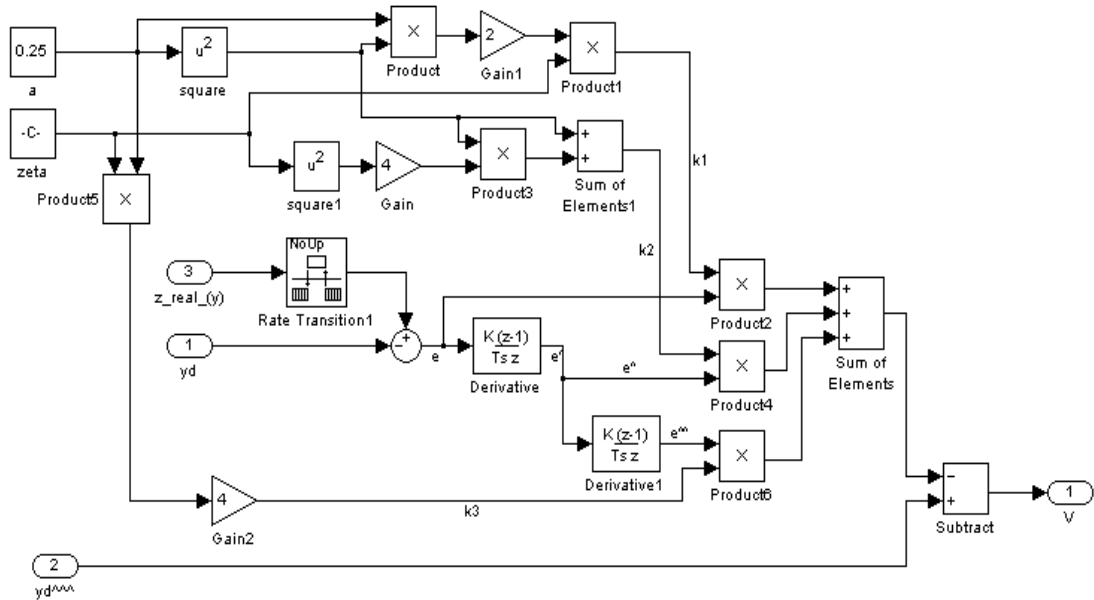 0.25
a
u²
square
×
Product
2
Gain1
×
Product1
-C-
zeta
u²
square1
4
Gain
×
Product3
+
+
Sum of
Elements1
k1
k2
Product5
×
3
z_real_(y)
NoUp
Rate Transition1
1
yd
+
−
e
K (z-1)
Ts z
Derivative
e^
e^
K (z-1)
Ts z
Derivative1
e^^
×
Product2
×
Product4
×
Product6
+
+
+
Sum of
Elements
4
Gain2
k3
2
yd^^^
−
+
Subtract
1
V